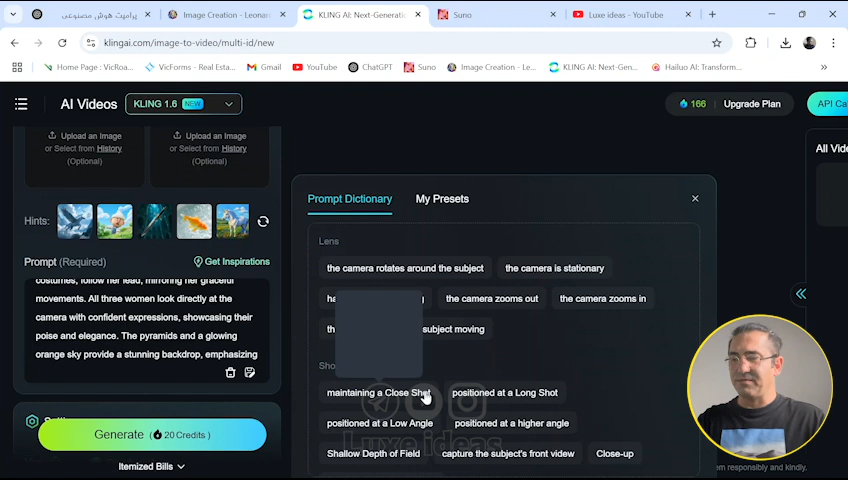 پرامیت هوش مصنوعی
Image Creation - Leonar
KLING AI: Next-Generatio
Suno
Luxe ideas - YouTube
klingai.com/image-to-video/multi-id/new
Home Page - VicRoa...
VicForms - Real Esta...
Gmail
YouTube
ChatGPT
Suno
Image Creation - Le...
KLING AI: Next-Gen...
Hailuo AI: Transform...
AI Videos
KLING 1.6 NEW
166
Upgrade Plan
API Cal
Upload an Image
or Select from History
(Optional)
Upload an Image
or Select from History
(Optional)
All Vide
Prompt Dictionary
My Presets
Hints:
Lens
Prompt (Required)
Get Inspirations
the camera rotates around the subject
the camera is stationary
costumes, follow her lead, mirroring her graceful
movements. All three women look directly at the
camera with confident expressions, showcasing their
poise and elegance. The pyramids and a glowing
orange sky provide a stunning backdrop, emphasizing
the camera zooms out
the camera zooms in
subject moving
maintaining a Close Shot
positioned at a Long Shot
positioned at a Low Angle
positioned at a higher angle
Luxe ideas
Shallow Depth of Field
capture the subject's front videw
Close-up
Generate
( 20 Credits )
Itemized Bills
em responsibly and kindly.